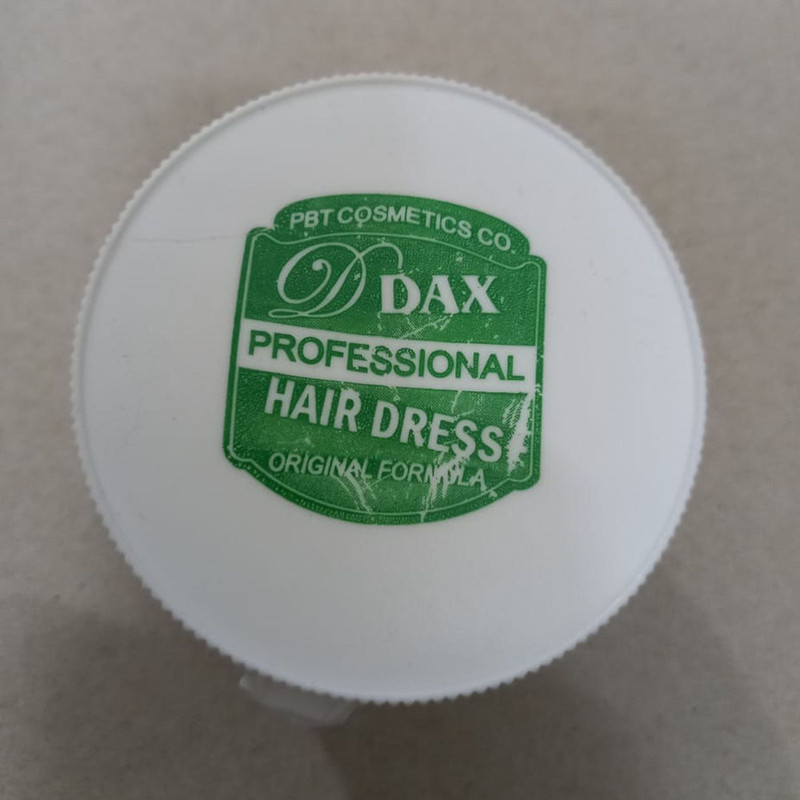 PBT COSMETICS CO.
D DAX
PROFESSIONAL
HAIR DRESS
ORIGINAL FORMULA